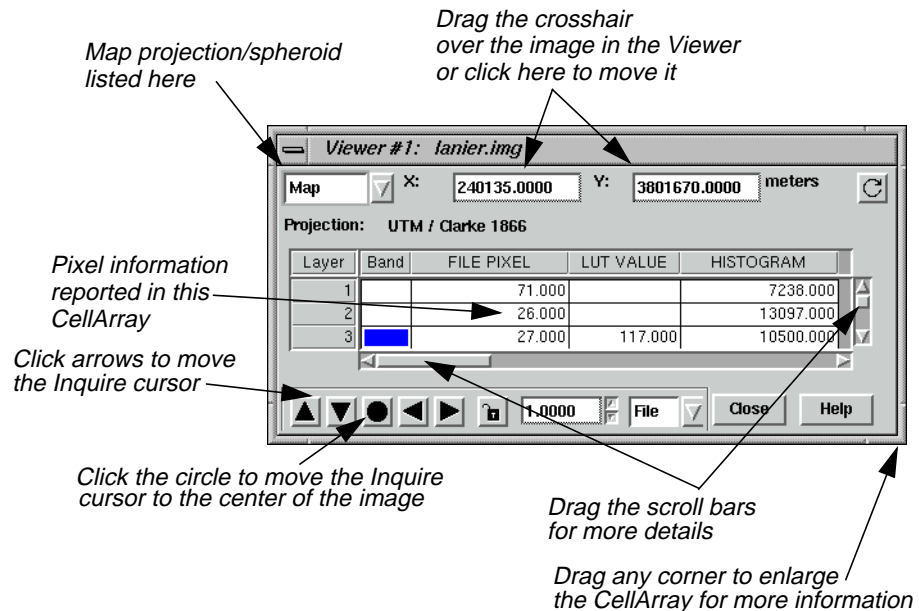 Drag the crosshair
over the image in the Viewer
or click here to move it
Map projection/spheroid
listed here
Viewer #1: lanier.img
Map X: 240135.0000 Y: 3801670.0000 meters
Projection: UTM / Clarke 1866
Layer Band FILE PIXEL LUT VALUE HISTOGRAM
1 71.000 7238.000
2 26.000 13097.000
3 27.000 117.000 10500.000
Pixel information
reported in this
CellArray
Click arrows to move
the Inquire cursor
1.0000 File Close Help
Click the circle to move the Inquire
cursor to the center of the image
Drag the scroll bars
for more details
Drag any corner to enlarge
the CellArray for more information